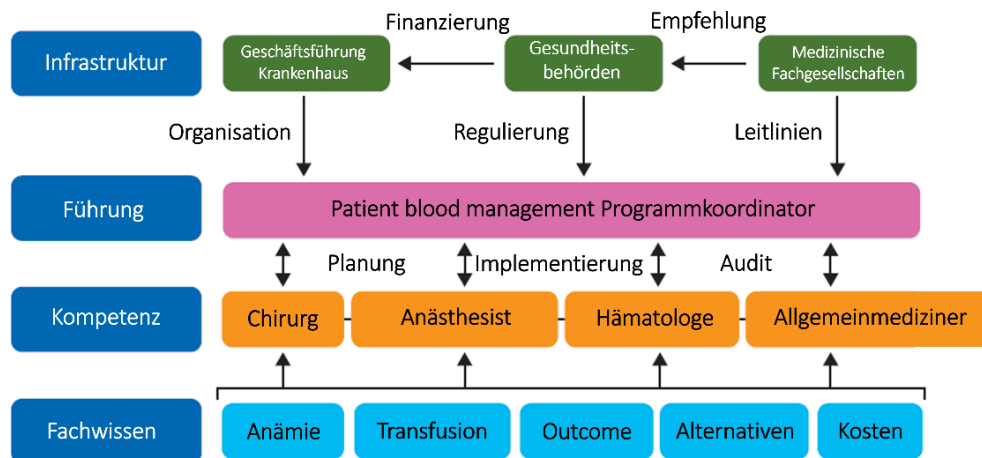 Finanzierung
Empfehlung
Infrastruktur
Geschäftsführung
Krankenhaus
Gesundheits-
behörden
Medizinische
Fachgesellschaften
Organisation
Regulierung
Leitlinien
Führung
Patient blood management Programmkoordinator
Planung
Implementierung
Audit
Kompetenz
Chirurg
Anästhesist
Hämatologe
Allgemeinmediziner
Fachwissen
Anämie
Transfusion
Outcome
Alternativen
Kosten